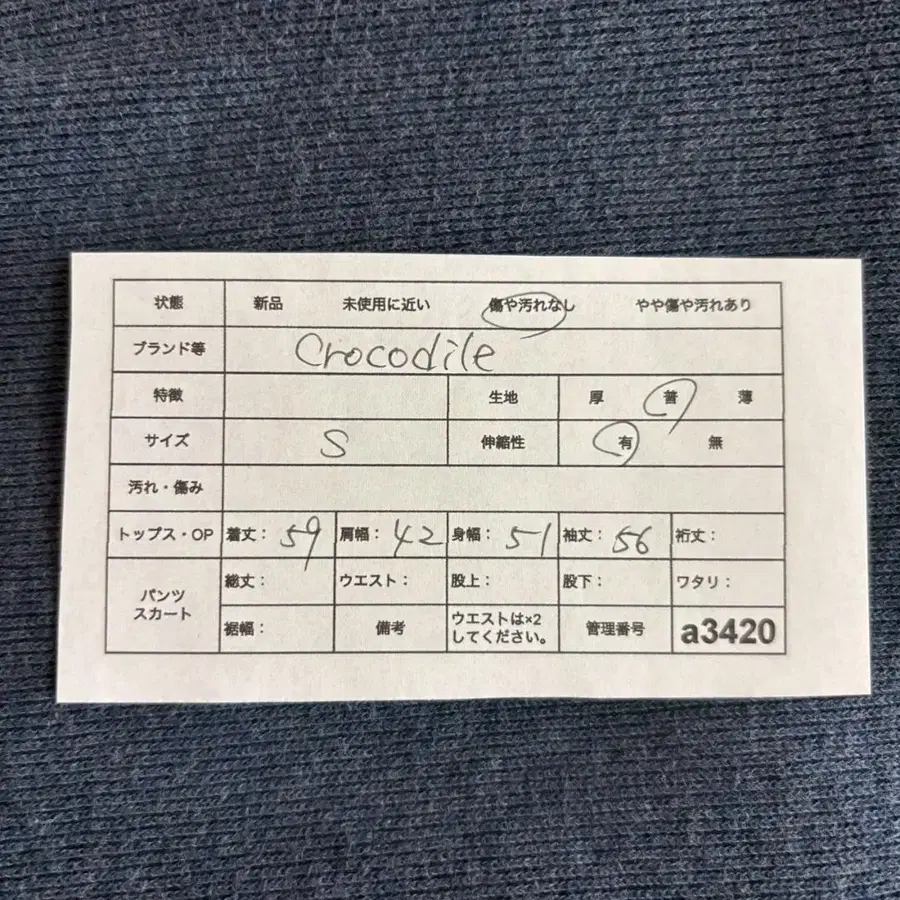 状態 新品 未使用に近い 傷や汚れなし やや傷や汚れあり
ブランド等 Crocodile
特徴 生地 厚 普 薄
サイズ S 伸縮性 有 無
汚れ・傷み
トップス・OP 着丈： 59 肩幅： 42 身幅： 51 袖丈： 56 裄丈：
パンツ スカート 総丈： ウエスト： 股上： 股下： ワタリ：
裾幅： 備考 ウエストは×2 してください。 管理番号 a3420